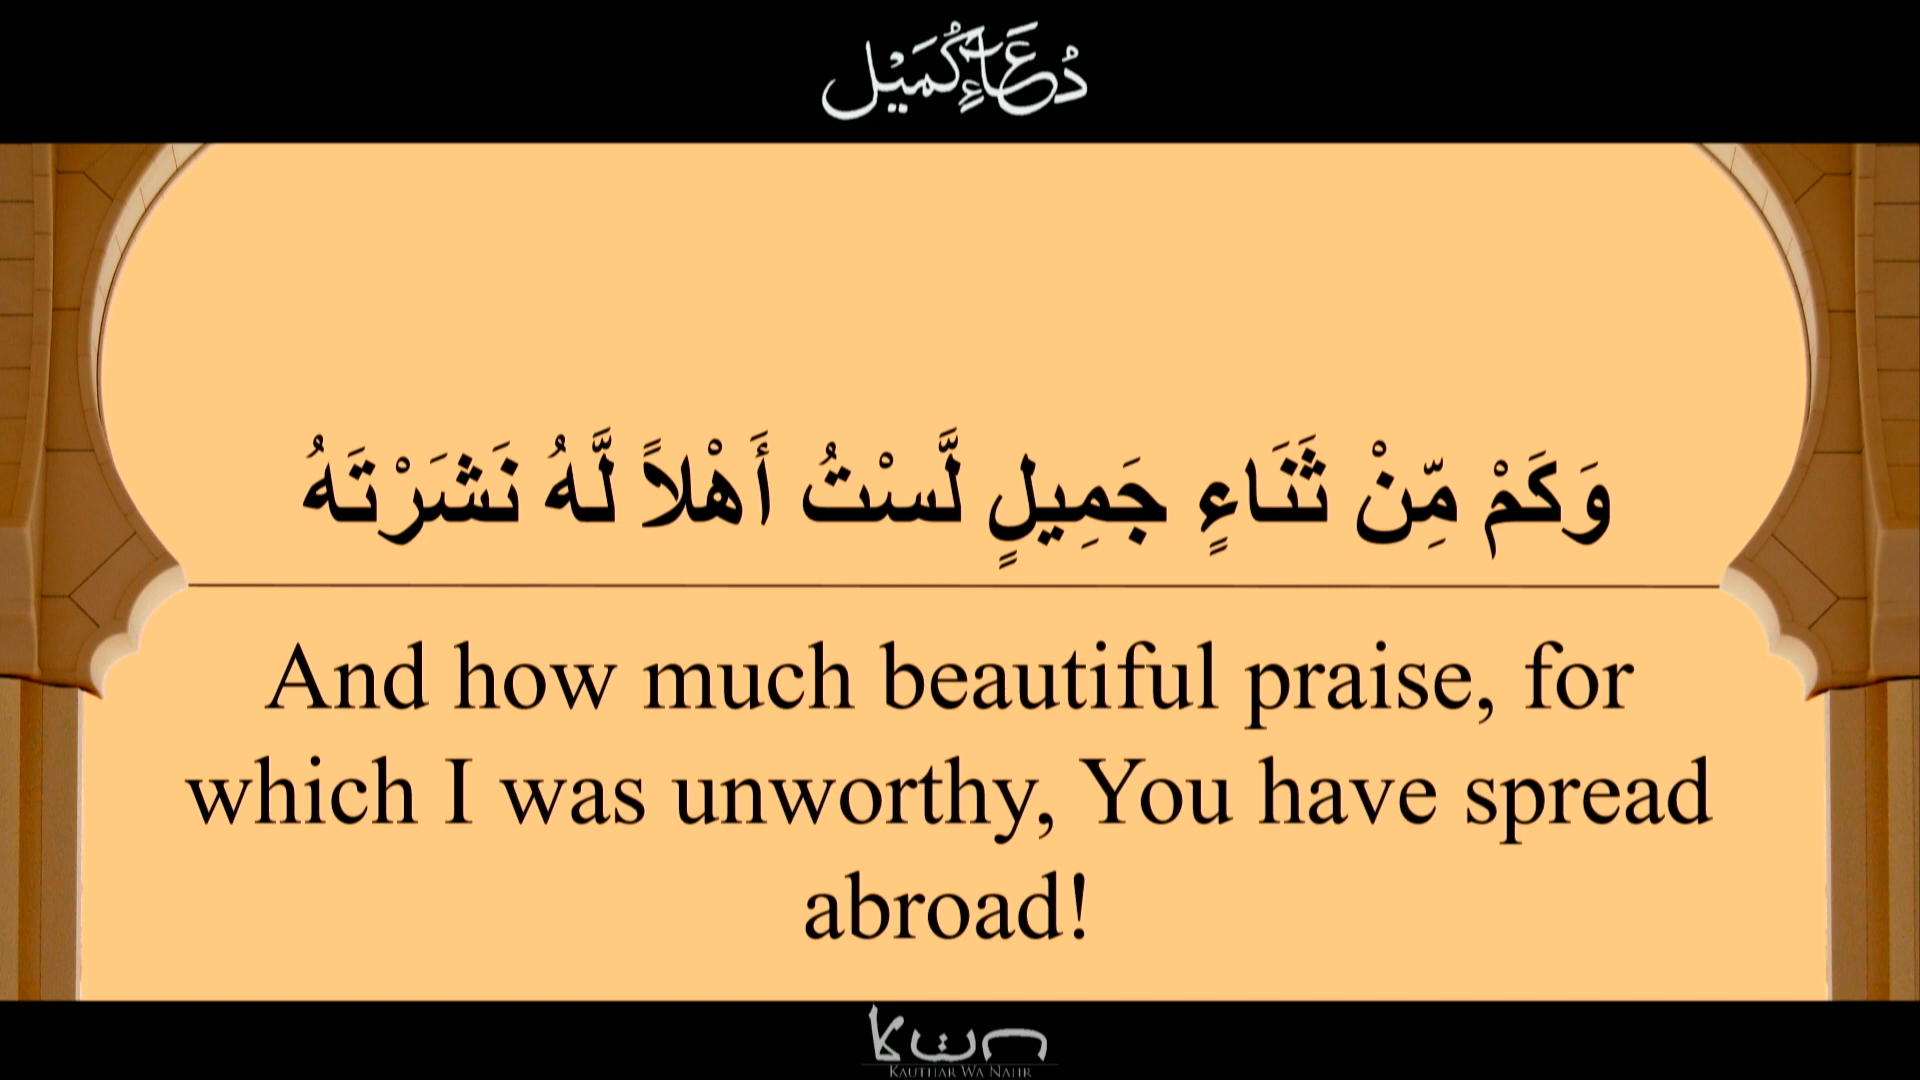 دُعَاءِ كُمَيْل
وَكَمْ مِّنْ ثَنَاءٍ جَمِيلٍ لَّسْتُ أَهْلاً لَّهُ نَشَرْتَهُ
And how much beautiful praise, for
which I was unworthy, You have spread
abroad!
kwn
KAUTHAR WA NAHR